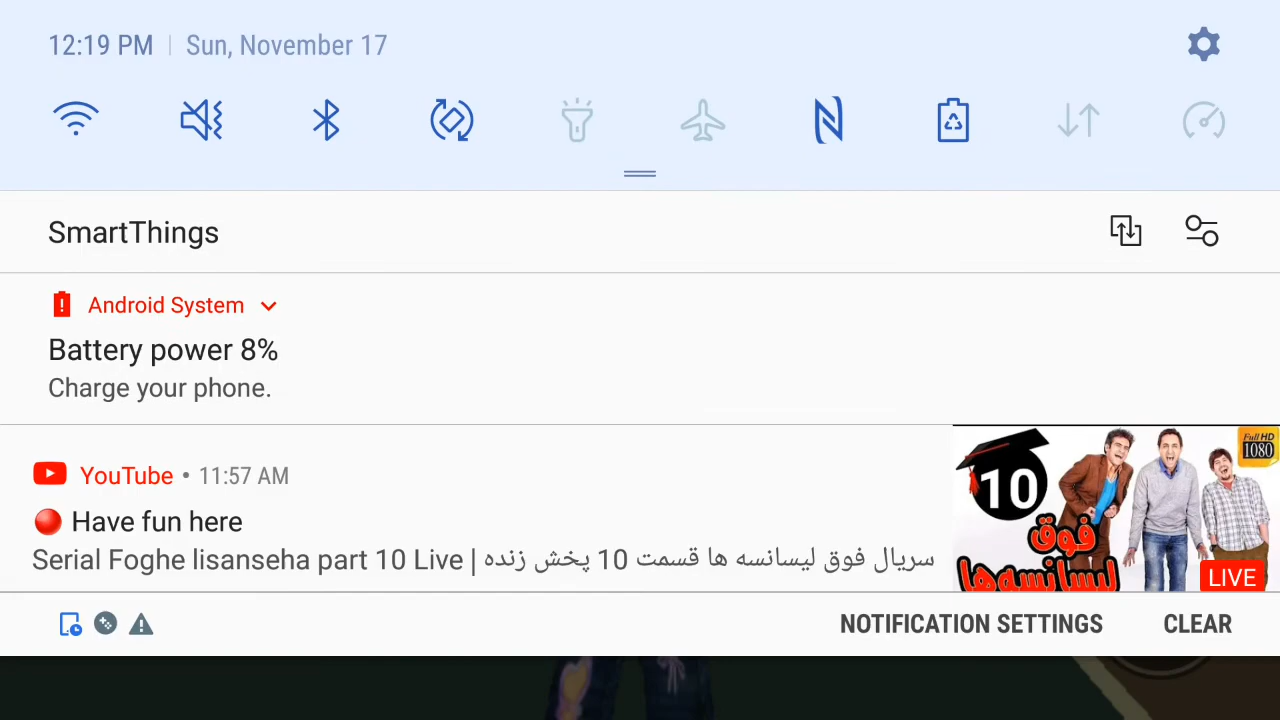 12:19 PM | Sun, November 17
SmartThings
Android System
Battery power 8%
Charge your phone.
YouTube • 11:57 AM
Have fun here
Serial Foghe lisanseha part 10 Live | سریال فوق لیسانسه ها قسمت 10 پخش زنده
Full HD
1080
10
فوق
لیسانسه‌ها
LIVE
NOTIFICATION SETTINGS
CLEAR